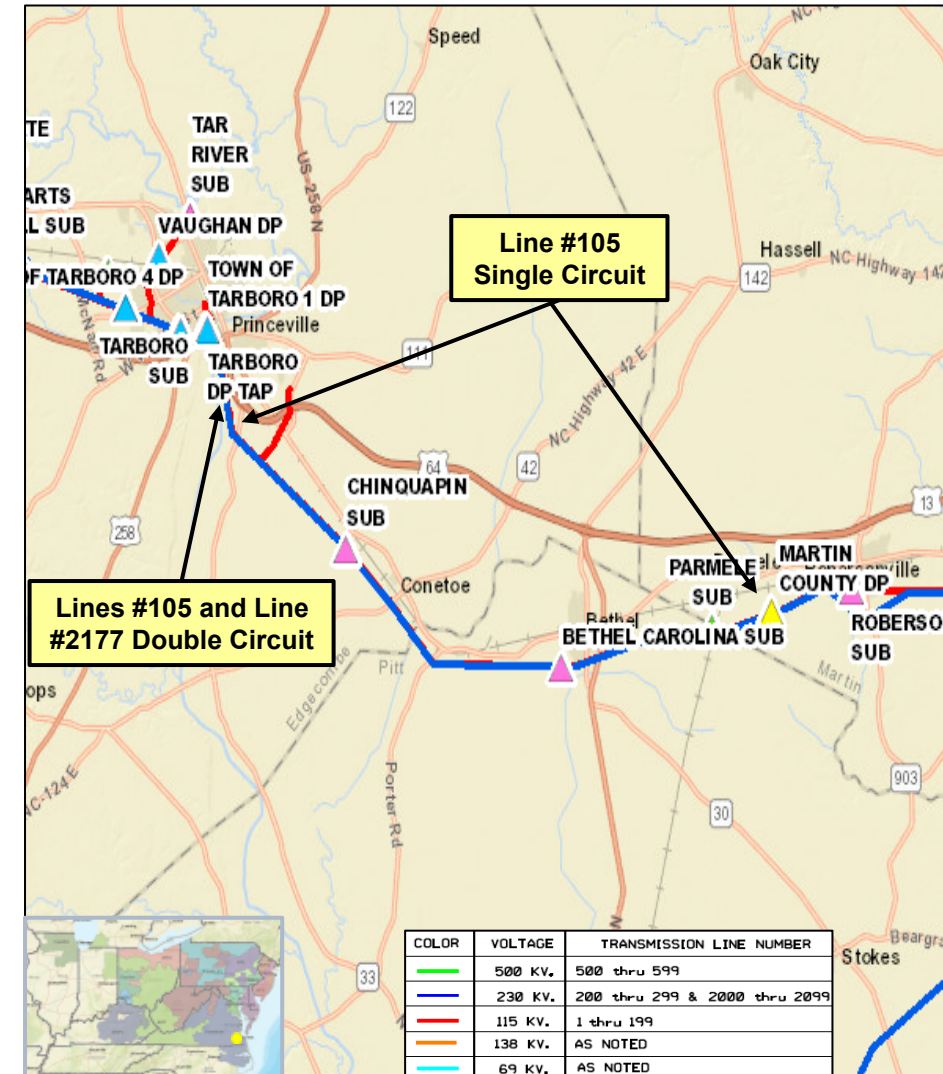 NC High
Speed
Oak City
122
TE
TAR
RIVER
SUB
US-258 N
ARTS
L SUB
VAUGHAN DP
Line #105
Single Circuit
Hassell
NC Highway 142
142
OF TARBORO 4 DP
TOWN OF
TARBORO 1 DP
McNair Rd
Princeville
TARBORO
SUB
TARBORO
DP TAP
111
NC Highway 42 E
64
42
13
CHINQUAPIN
SUB
258
Conetoe
PARMELE
SUB
MARTIN
COUNTY DP
Lines #105 and Line
#2177 Double Circuit
Bethel
BETHEL CAROLINA SUB
ROBERSO
SUB
Pitt
Edgecombe
Martin
ops
NC-124 E
Porter Rd
903
30
33
Stokes
Beargra
N
COLOR VOLTAGE TRANSMISSION LINE NUMBER
500 KV. 500 thru 599
230 KV. 200 thru 299 & 2000 thru 2099
115 KV. 1 thru 199
138 KV. AS NOTED
69 KV. AS NOTED